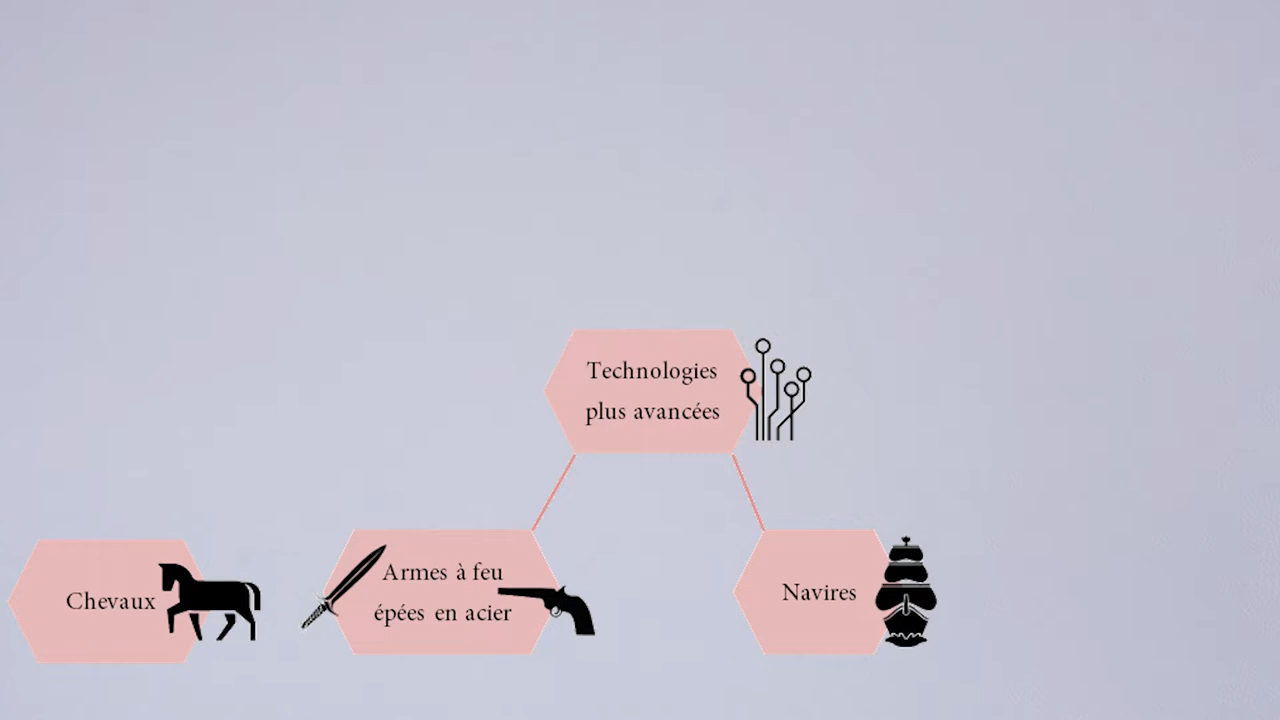 Technologies
plus avancées
Chevaux
Armes à feu
épées en acier
Navires